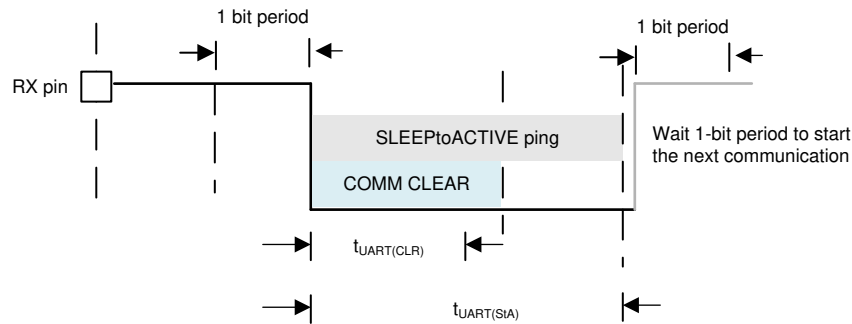 1 bit period
1 bit period
RX pin
SLEEPtoACTIVE ping
Wait 1-bit period to start
the next communication
COMM CLEAR
tUART(CLR)
tUART(StA)